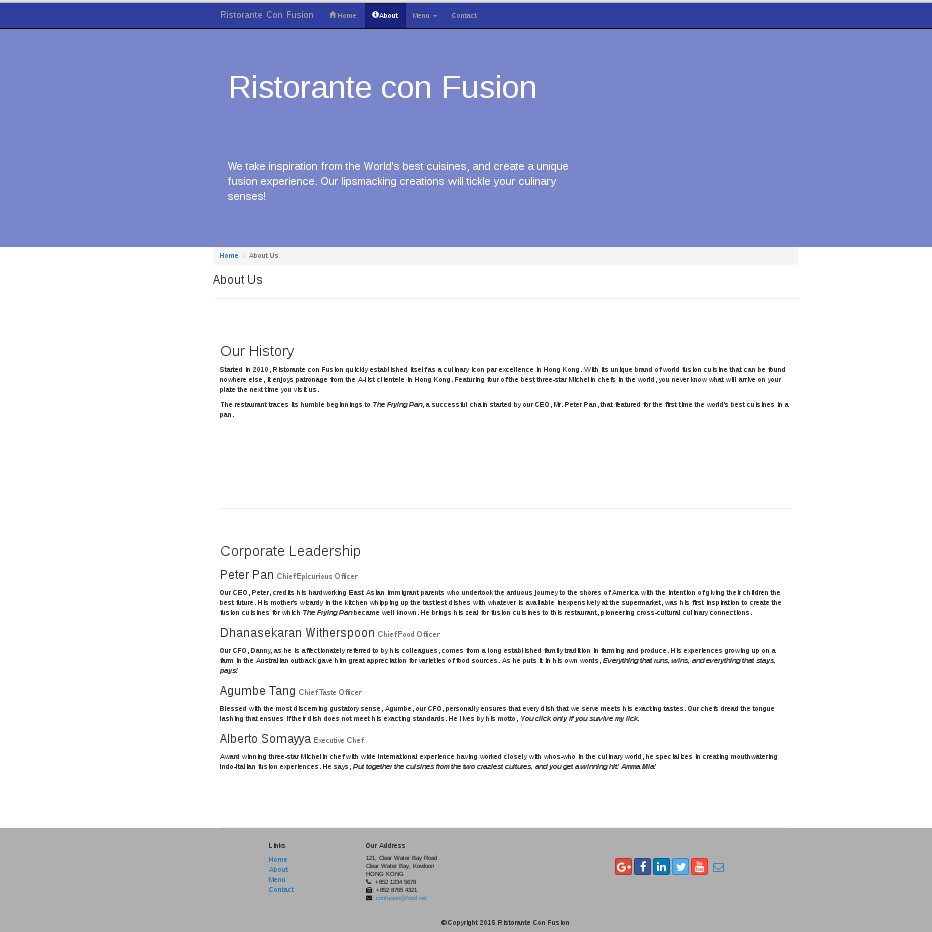 Ristorante Con Fusion Home About Menu Contact
Ristorante con Fusion
We take inspiration from the World's best cuisines, and create a unique
fusion experience. Our lipsmacking creations will tickle your culinary
senses!
Home / About Us
About Us
Our History
Started in 2010, Ristorante con Fusion quickly established itself as a culinary icon par excellence in Hong Kong. With its unique brand of world fusion cuisine that can be found
nowhere else, it enjoys patronage from the A-list clientele in Hong Kong. Featuring four of the best three-star Michelin chefs in the world, you never know what will arrive on your
plate the next time you visit us.
The restaurant traces its humble beginnings to The Frying Pan, a successful chain started by our CEO, Mr. Peter Pan, that featured for the first time the world's best cuisines in a
pan.
Corporate Leadership
Peter Pan Chief Epicurious Officer
Our CEO, Peter, credits his hardworking East Asian immigrant parents who undertook the arduous journey to the shores of America with the intention of giving their children the
best future. His mother's wizardy in the kitchen whipping up the tastiest dishes with whatever is available inexpensively at the supermarket, was his first inspiration to create the
fusion cuisines for which The Frying Pan became well known. He brings his zeal for fusion cuisines to this restaurant, pioneering cross-cultural culinary connections.
Dhanasekaran Witherspoon Chief Food Officer
Our CFO, Danny, as he is affectionately referred to by his colleagues, comes from a long established family tradition in farming and produce. His experiences growing up on a
farm in the Australian outback gave him great appreciation for varieties of food sources. As he puts it in his own words, Everything that runs, wins, and everything that stays,
pays!
Agumbe Tang Chief Taste Officer
Blessed with the most discerning gustatory sense, Agumbe, our CFO, personally ensures that every dish that we serve meets his exacting tastes. Our chefs dread the tongue
lashing that ensues if their dish does not meet his exacting standards. He lives by his motto, You click only if you survive my lick.
Alberto Somayya Executive Chef
Award winning three-star Michelin chef with wide International experience having worked closely with whos-who in the culinary world, he specializes in creating mouthwatering
Indo-Italian fusion experiences. He says, Put together the cuisines from the two craziest cultures, and you get a winning hit! Amma Mia!
Links
Home
About
Menu
Contact
Our Address
121, Clear Water Bay Road
Clear Water Bay, Kowloon
HONG KONG
: +852 1234 5678
: +852 8765 4321
: confusion@food.net
© Copyright 2015 Ristorante Con Fusion